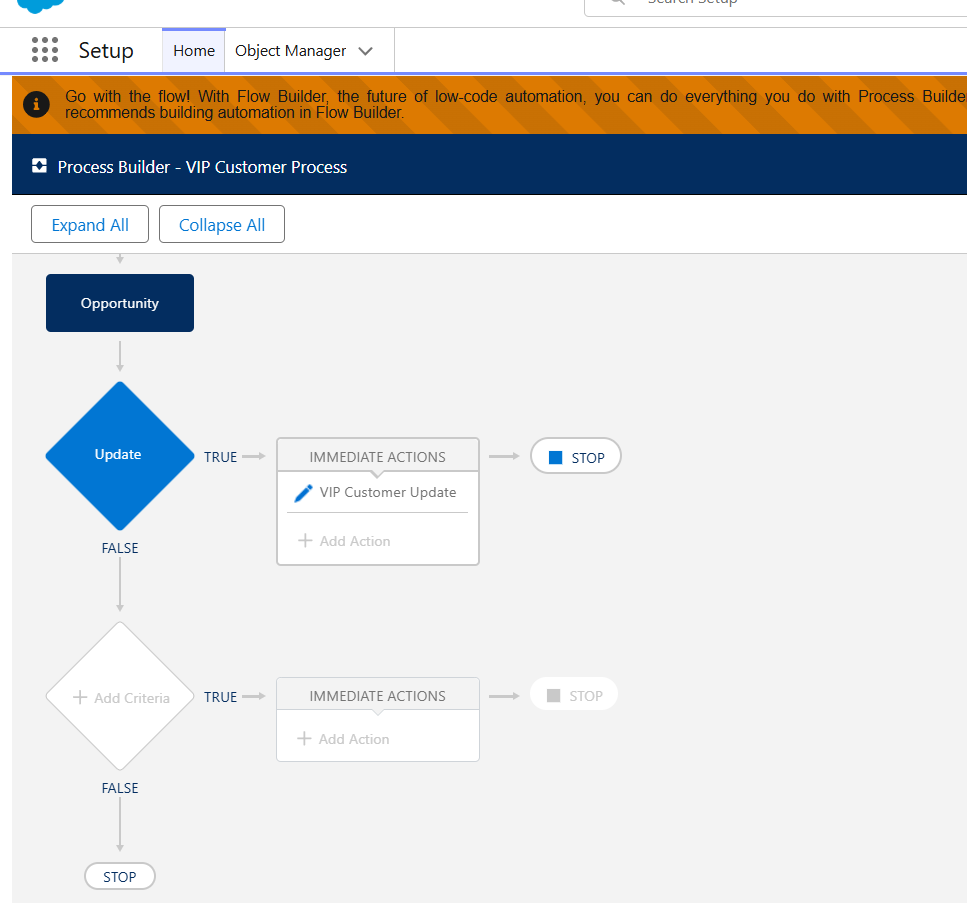 Search Setup
Setup
Home
Object Manager
Go with the flow! With Flow Builder, the future of low-code automation, you can do everything you do with Process Builder
recommends building automation in Flow Builder.
Process Builder - VIP Customer Process
Expand All
Collapse All
Opportunity
Update
TRUE
IMMEDIATE ACTIONS
STOP
VIP Customer Update
Add Action
FALSE
Add Criteria
TRUE
IMMEDIATE ACTIONS
STOP
Add Action
FALSE
STOP